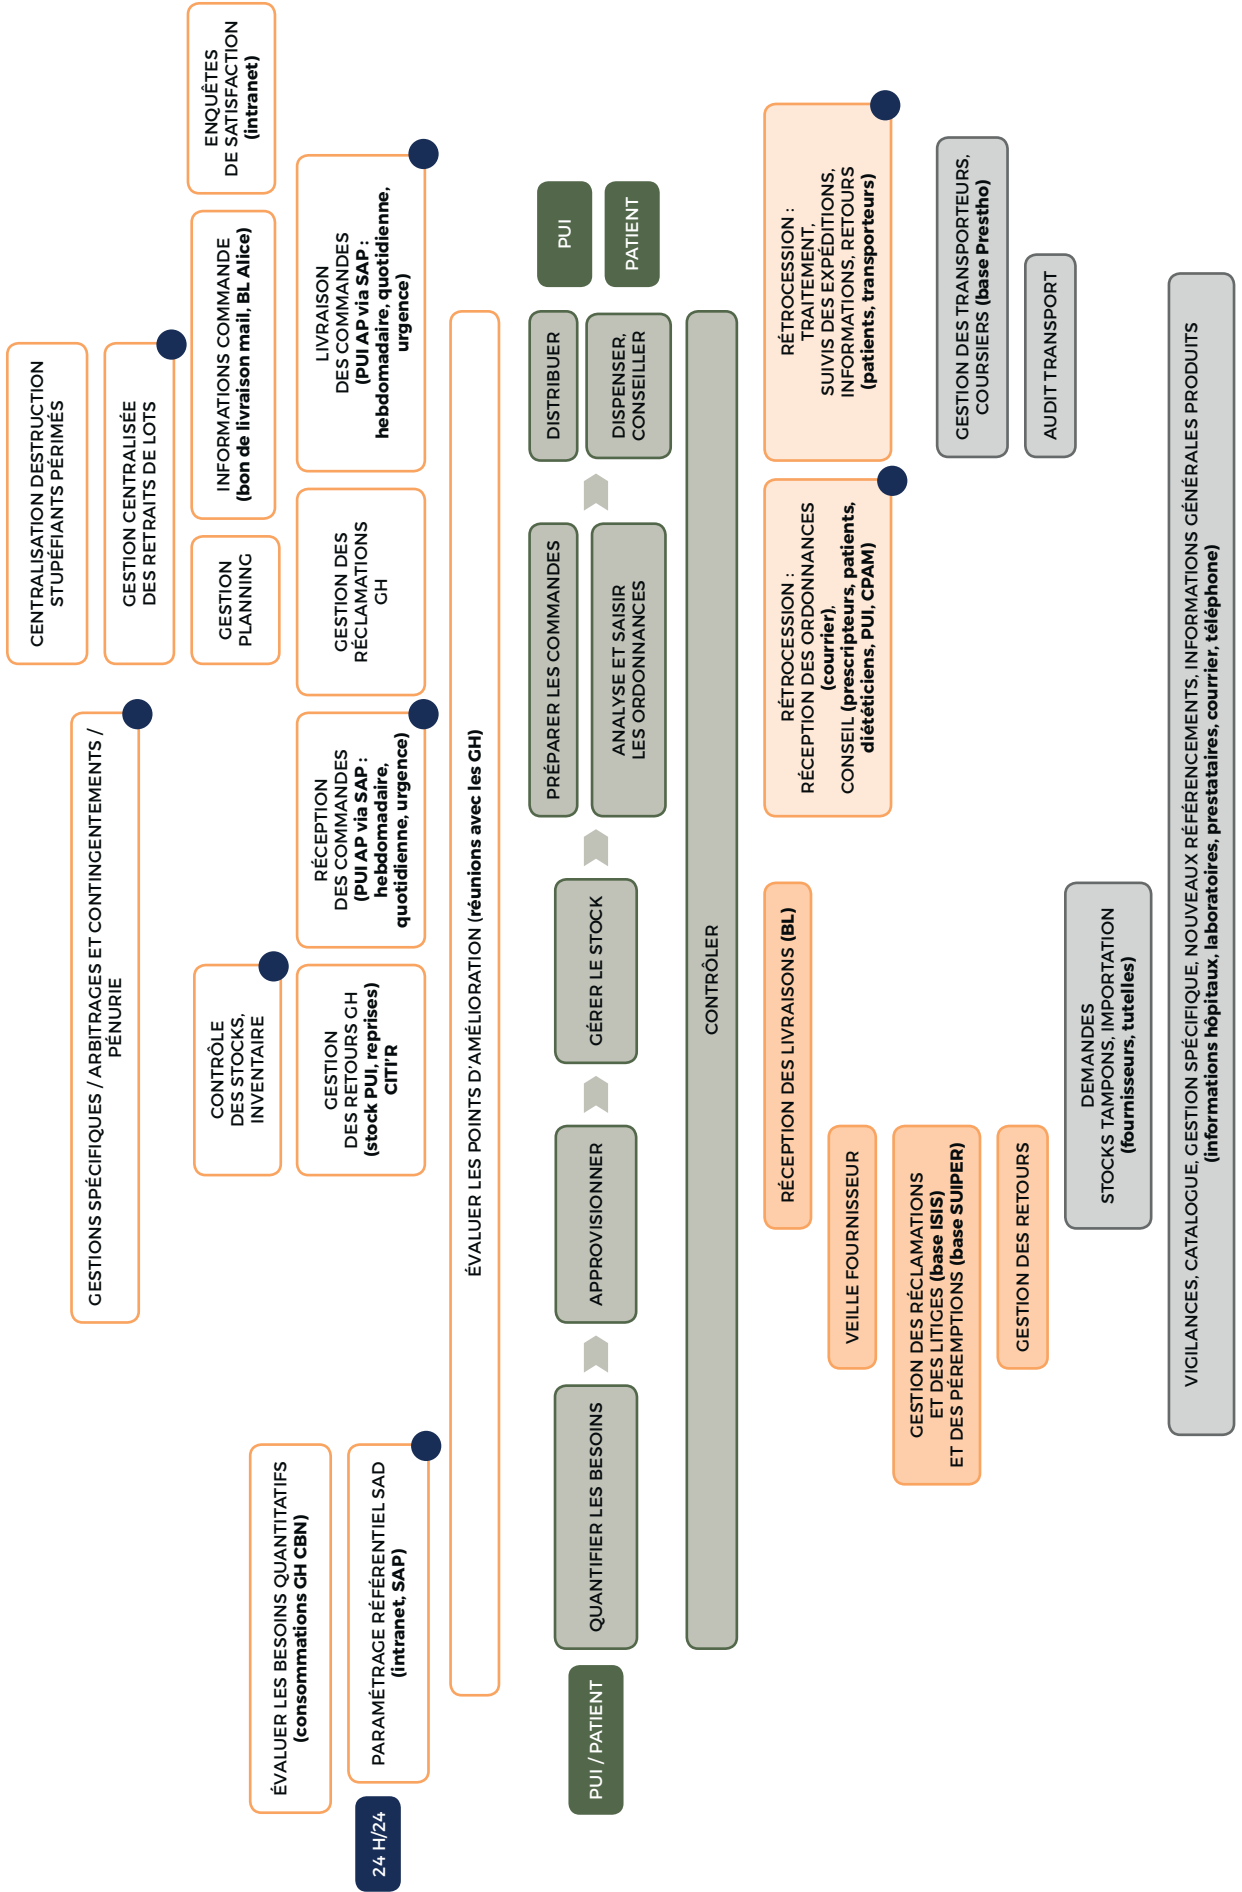 CENTRALISATION DESTRUCTION
STUPÉFIANTS PÉRIMÉS
GESTIONS SPÉCIFIQUES / ARBITRAGES ET CONTINGENTEMENTS /
PÉNURIE
GESTION CENTRALISÉE
DES RETRAITS DE LOTS
ENQUÊTES
DE SATISFACTION
(intranet)
CONTRÔLE
DES STOCKS,
INVENTAIRE
GESTION
PLANNING
INFORMATIONS COMMANDE
(bon de livraison mail, BL Alice)
ÉVALUER LES BESOINS QUANTITATIFS
(consommations GH CBN)
24 H/24
PARAMÉTRAGE RÉFÉRENTIEL SAD
(intranet, SAP)
GESTION
DES RETOURS GH
(stock PUI, reprises)
CITI'R
RÉCEPTION
DES COMMANDES
(PUI AP via SAP :
hebdomadaire,
quotidienne, urgence)
GESTION DES
RÉCLAMATIONS
GH
LIVRAISON
DES COMMANDES
(PUI AP via SAP :
hebdomadaire, quotidienne,
urgence)
ÉVALUER LES POINTS D'AMÉLIORATION (réunions avec les GH)
PUI / PATIENT
QUANTIFIER LES BESOINS
APPROVISIONNER
GÉRER LE STOCK
PRÉPARER LES COMMANDES
ANALYSE ET SAISIR
LES ORDONNANCES
DISTRIBUER
DISPENSER,
CONSEILLER
PUI
PATIENT
CONTRÔLER
RÉCEPTION DES LIVRAISONS (BL)
RÉTROCESSION :
RÉCEPTION DES ORDONNANCES
(courrier),
CONSEIL (prescripteurs, patients,
diététiciens, PUI, CPAM)
RÉTROCESSION :
TRAITEMENT,
SUIVIS DES EXPÉDITIONS,
INFORMATIONS, RETOURS
(patients, transporteurs)
VEILLE FOURNISSEUR
GESTION DES RÉCLAMATIONS
ET DES LITIGES (base ISIS)
ET DES PÉREMPTIONS (base SUIPER)
GESTION DES TRANSPORTEURS,
COURSIERS (base Prestho)
GESTION DES RETOURS
AUDIT TRANSPORT
DEMANDES
STOCKS TAMPONS, IMPORTATION
(fournisseurs, tutelles)
VIGILANCES, CATALOGUE, GESTION SPÉCIFIQUE, NOUVEAUX RÉFÉRENCEMENTS, INFORMATIONS GÉNÉRALES PRODUITS
(informations hôpitaux, laboratoires, prestataires, courrier, téléphone)